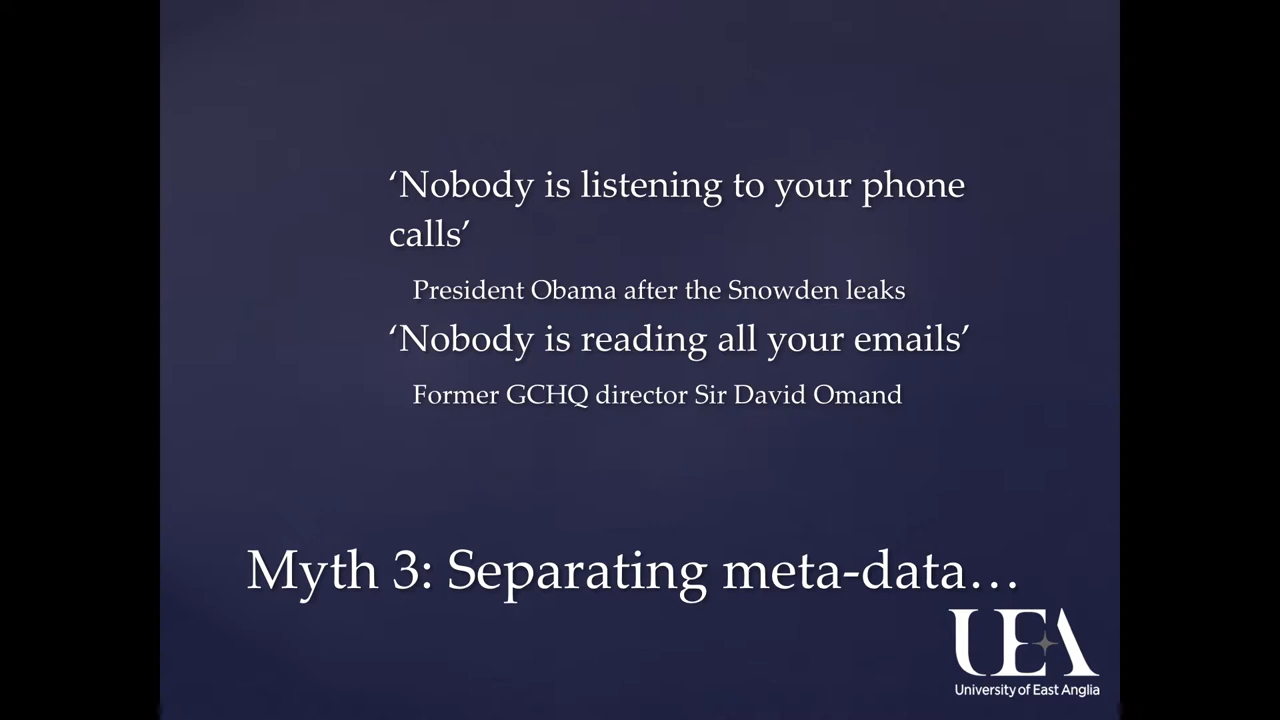 ‘Nobody is listening to your phone
calls’
President Obama after the Snowden leaks
‘Nobody is reading all your emails’
Former GCHQ director Sir David Omand
Myth 3: Separating meta-data…
UEA
University of East Anglia